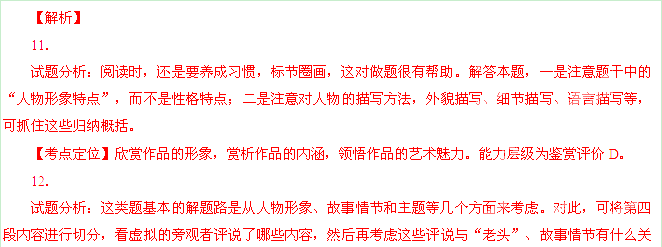 【解析】
11.
试题分析：阅读时，还是要养成习惯，标节圈画，这对做题很有帮助。解答本题，一是注意题干中的
“人物形象特点”，而不是性格特点；二是注意对人物的描写方法，外貌描写、细节描写、语言描写等，
可抓住这些归纳概括。
【考点定位】欣赏作品的形象，赏析作品的内涵，领悟作品的艺术魅力。能力层级为鉴赏评价 D。
12.
试题分析：这类题基本的解题路是从人物形象、故事情节和主题等几个方面来考虑。对此，可将第四
段内容进行切分，看虚拟的旁观者评说了哪些内容，然后再考虑这些评说与“老头”、故事情节有什么关